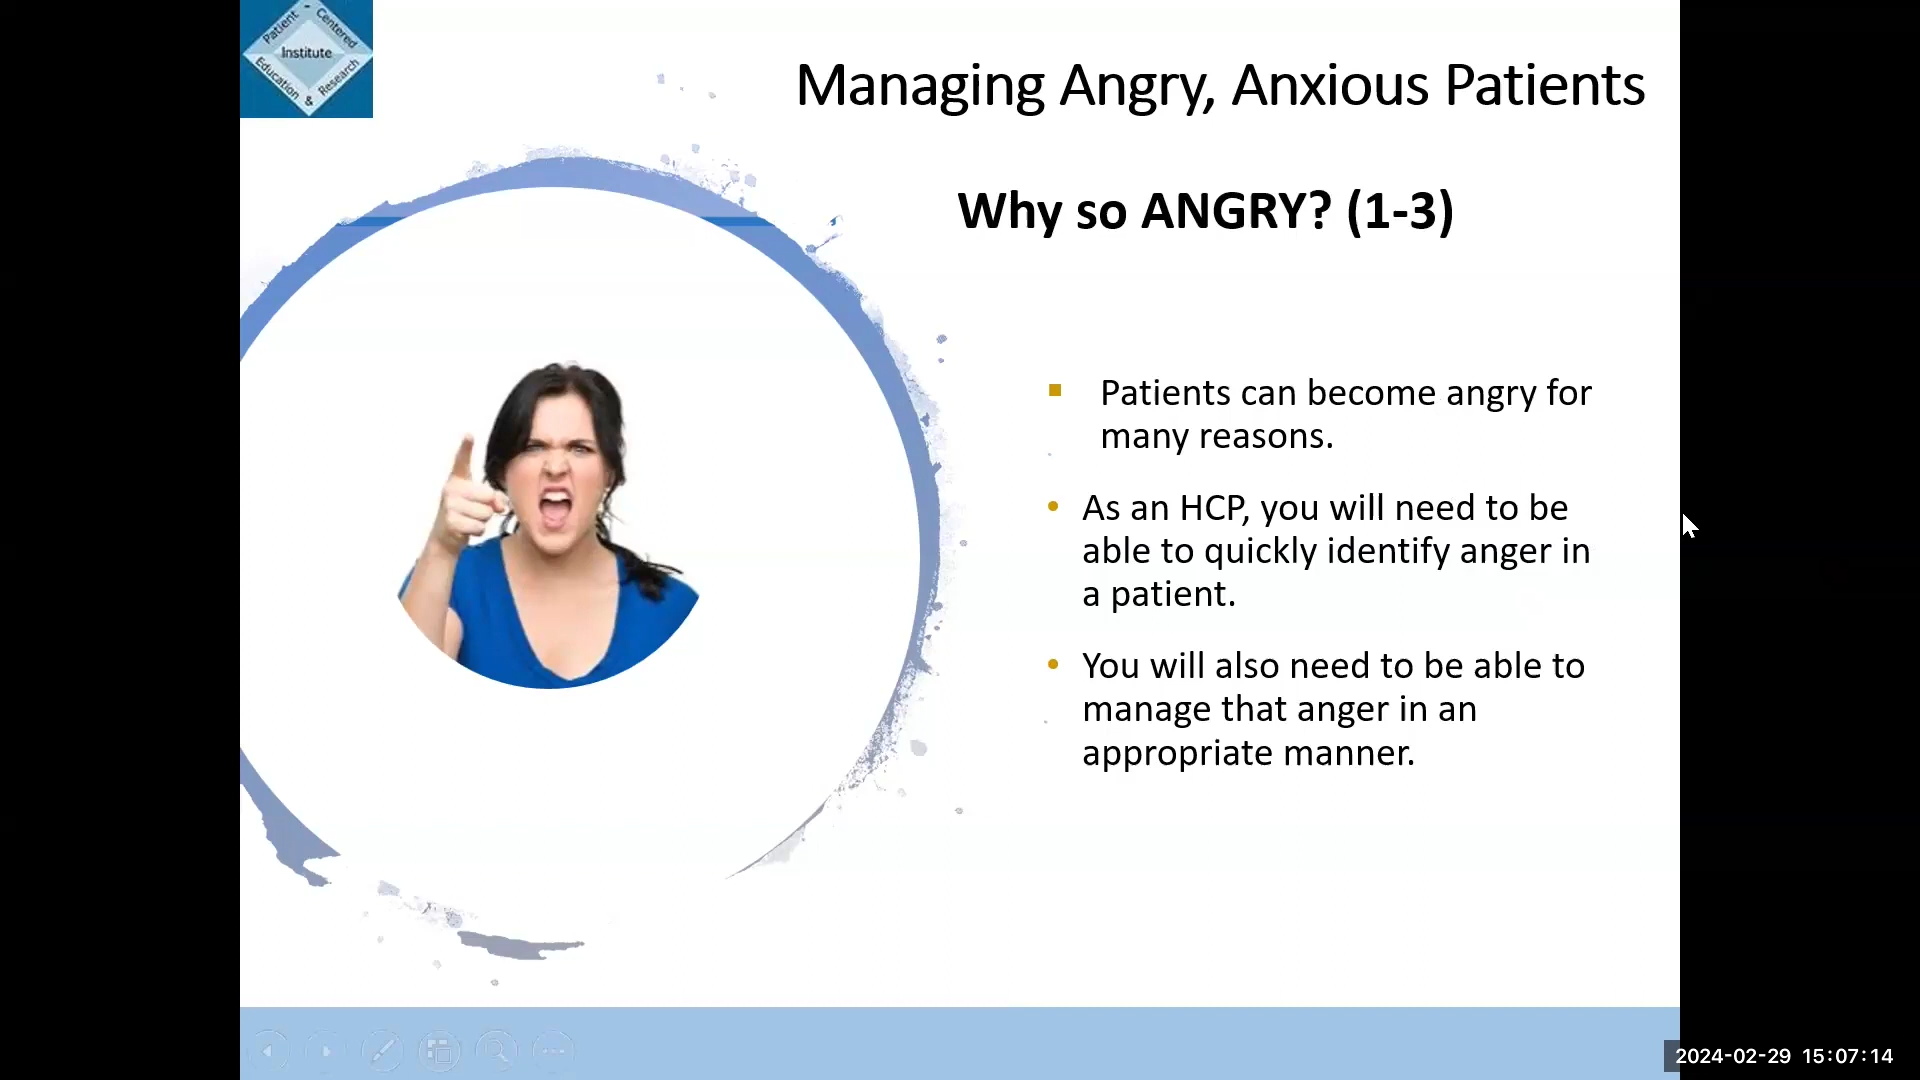 Patient - Centered
Institute
Education & Research
Managing Angry, Anxious Patients
Why so ANGRY? (1-3)
Patients can become angry for
many reasons.
As an HCP, you will need to be
able to quickly identify anger in
a patient.
You will also need to be able to
manage that anger in an
appropriate manner.
2024-02-29 15:07:14